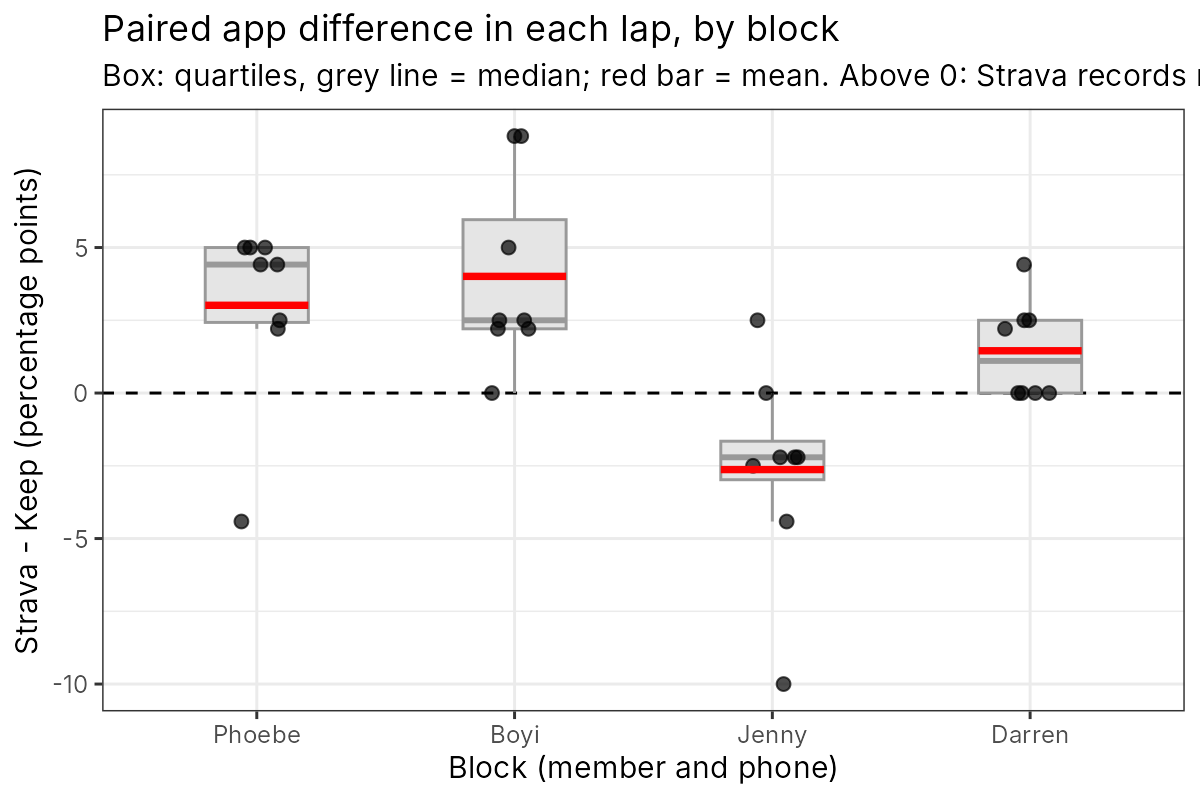 Paired app difference in each lap, by block
Box: quartiles, grey line = median; red bar = mean. Above 0: Strava records
Strava - Keep (percentage points)
5
0
-5
-10
Phoebe
Boyi
Jenny
Darren
Block (member and phone)